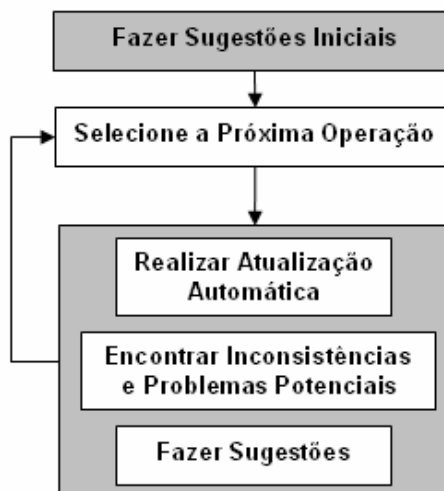 Fazer Sugestões Iniciais
Selecione a Próxima Operação
Realizar Atualização
Automática
Encontrar Inconsistências
e Problemas Potenciais
Fazer Sugestões